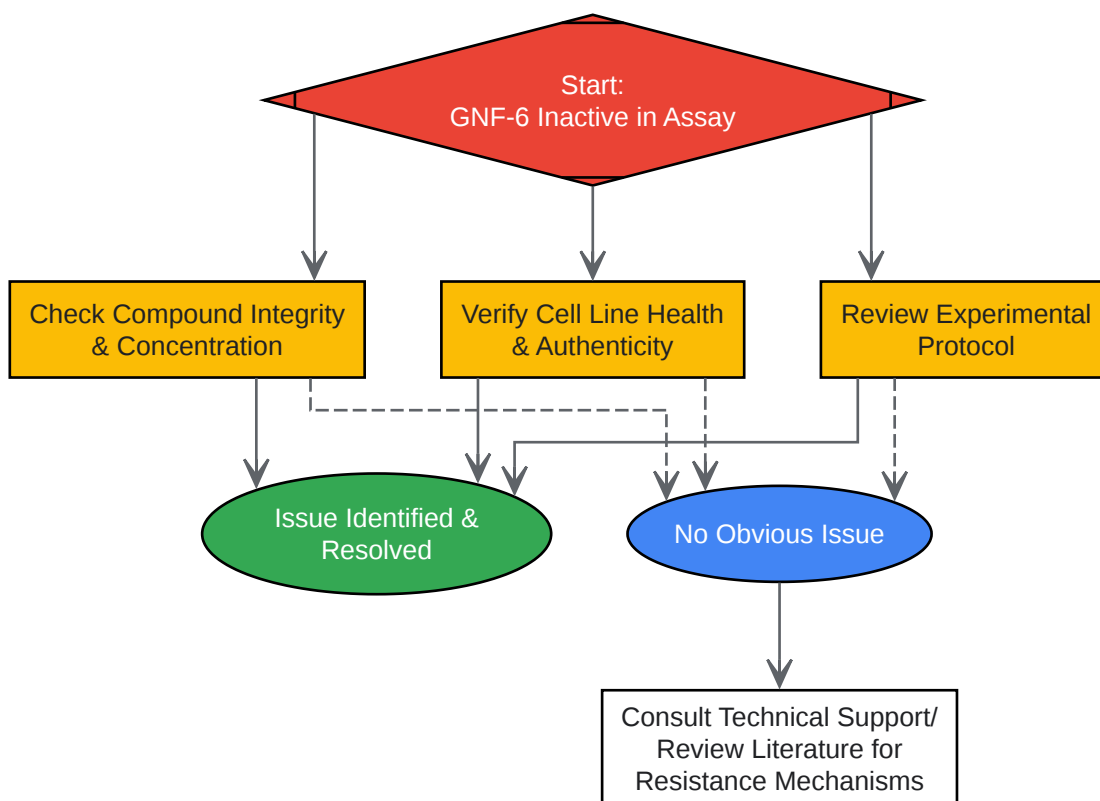 Start:
GNF-6 Inactive in Assay
Check Compound Integrity
& Concentration
Verify Cell Line Health
& Authenticity
Review Experimental
Protocol
Issue Identified &
Resolved
No Obvious Issue
Consult Technical Support/
Review Literature for
Resistance Mechanisms